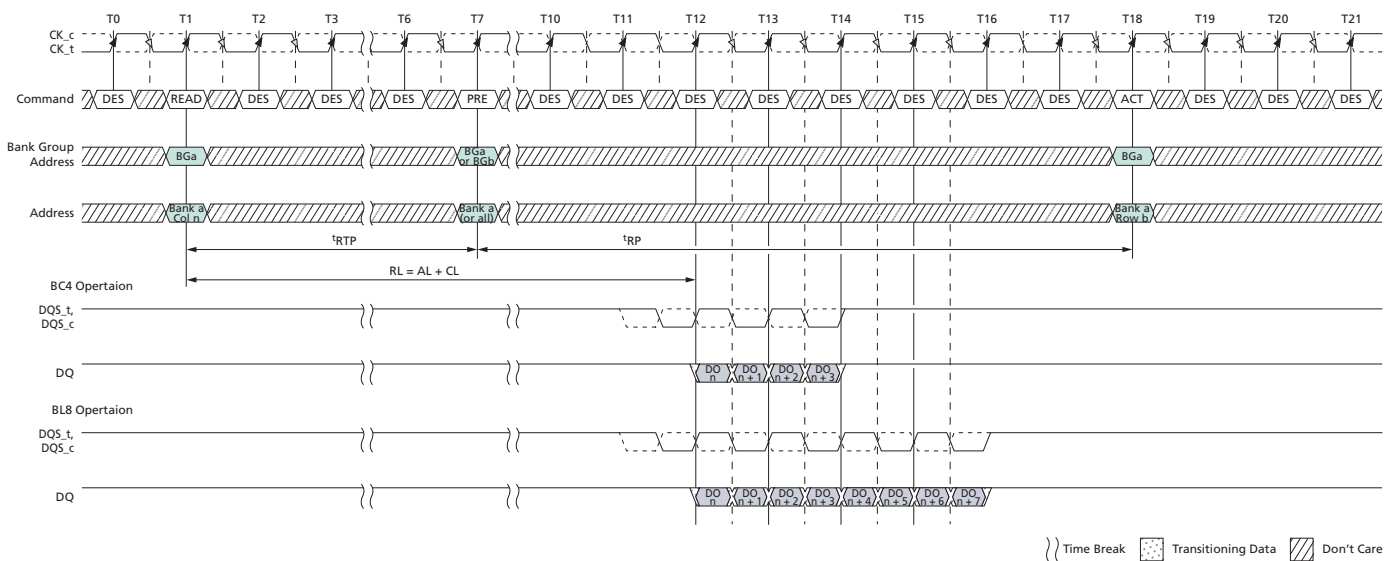 T0 T1 T2 T3 T6 T7 T10 T11 T12 T13 T14 T15 T16 T17 T18 T19 T20 T21
CK_c
CK_t
Command DES READ DES DES DES PRE DES DES DES DES DES DES DES DES ACT DES DES DES
Bank Group
Address
BGa
BGa
or BGb
BGa
Address
Bank a
Col n
Bank a
(or all)
Bank a
Row b
tRTP
tRP
RL = AL + CL
BC4 Opertaion
DQS_t,
DQS_c
DQ
DO
n
DO
n + 1
DO
n + 2
DO
n + 3
BL8 Opertaion
DQS_t,
DQS_c
DQ
DO
n
DO
n + 1
DO
n + 2
DO
n + 3
DO
n + 4
DO
n + 5
DO
n + 6
DO
n + 7
Time Break Transitioning Data Don't Care